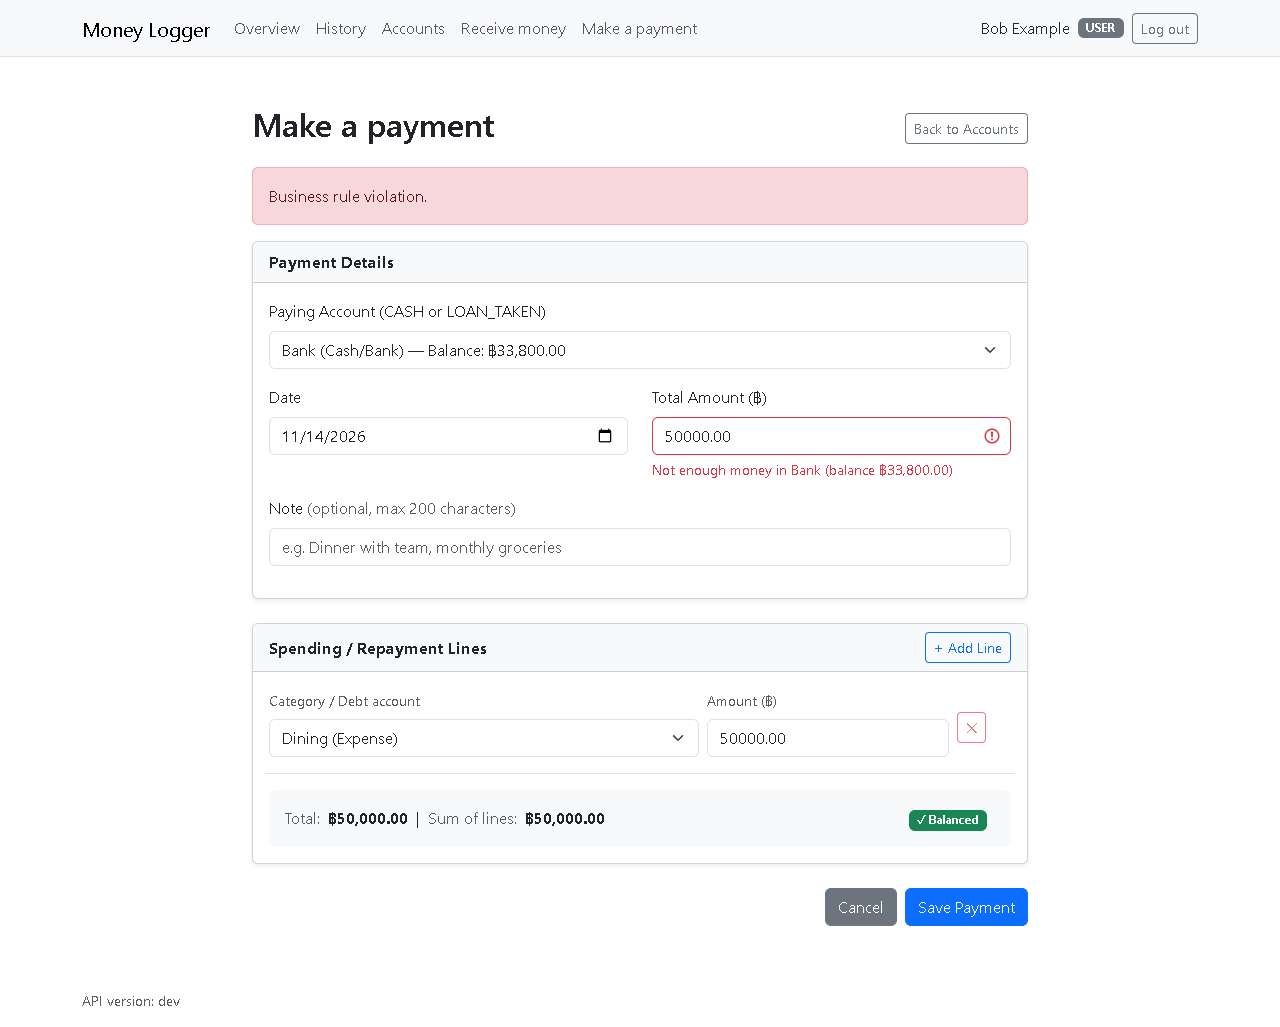 Money Logger Overview History Accounts Receive money Make a payment Bob Example USER Log out
Make a payment Back to Accounts
Business rule violation.
Payment Details
Paying Account (CASH or LOAN_TAKEN)
Bank (Cash/Bank) — Balance: ฿33,800.00
Date Total Amount (฿)
11/14/2026 50000.00
Not enough money in Bank (balance ฿33,800.00)
Note (optional, max 200 characters)
e.g. Dinner with team, monthly groceries
Spending / Repayment Lines + Add Line
Category / Debt account Amount (฿)
Dining (Expense) 50000.00
Total: ฿50,000.00 | Sum of lines: ฿50,000.00 ✓ Balanced
Cancel Save Payment
API version: dev